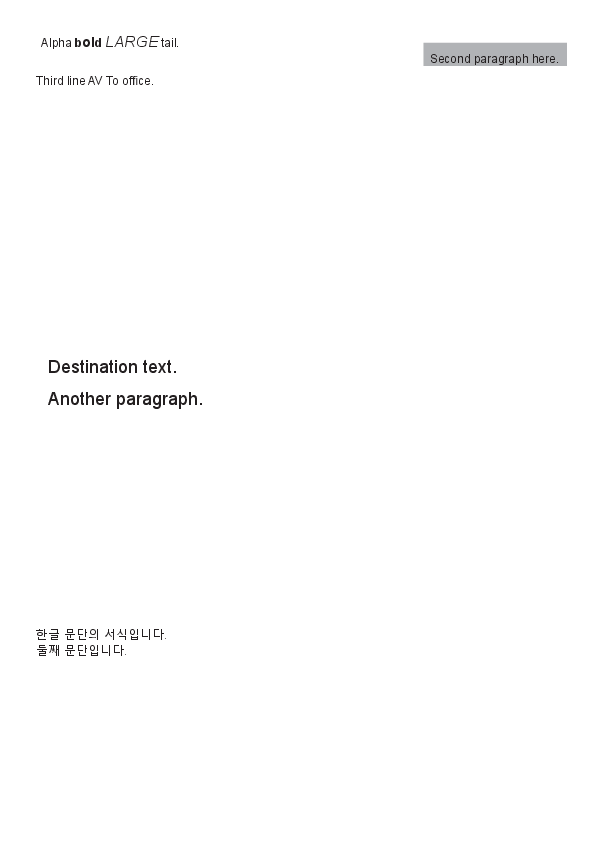 Alpha bold LARGE tail.
Second paragraph here.
Third line AV To office.
Destination text.
Another paragraph.
한글 문단의 서식입니다.
둘째 문단입니다.